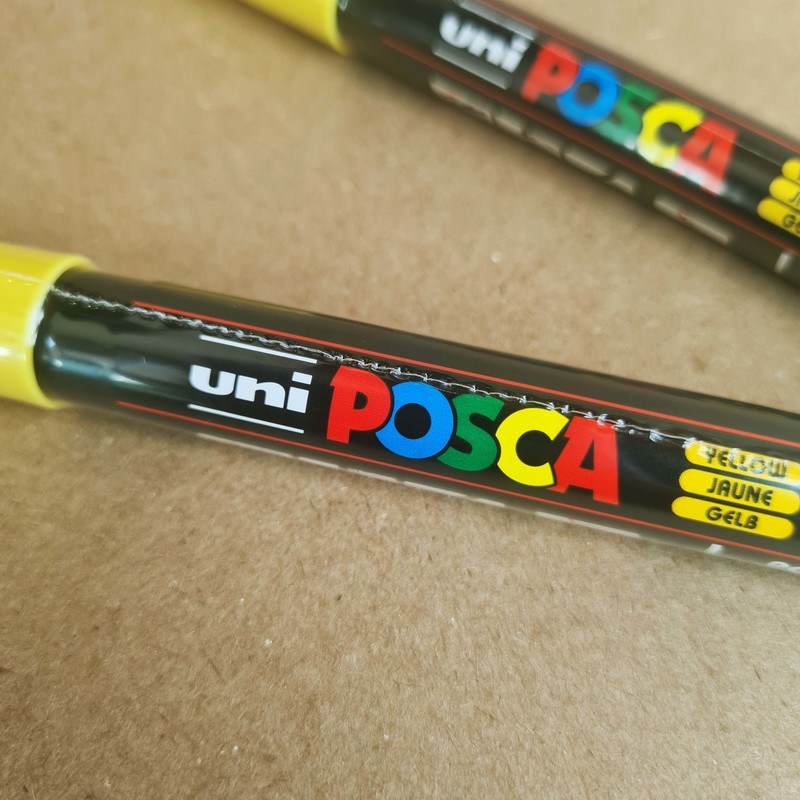 uni POSCA
uni POSCA
YELLOW
JAUNE
GELB